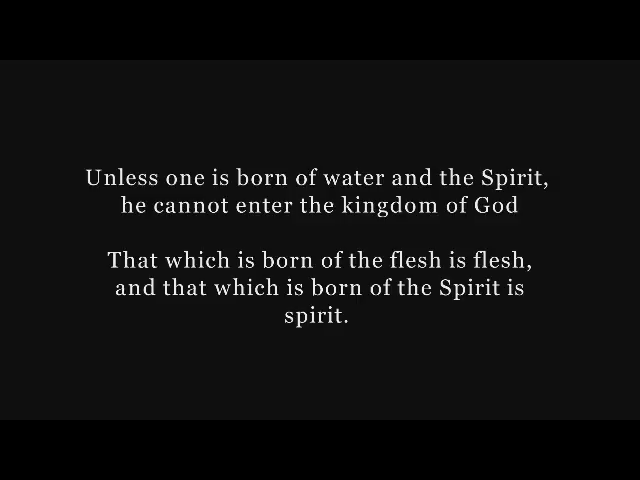 Unless one is born of water and the Spirit,
he cannot enter the kingdom of God
That which is born of the flesh is flesh,
and that which is born of the Spirit is
spirit.